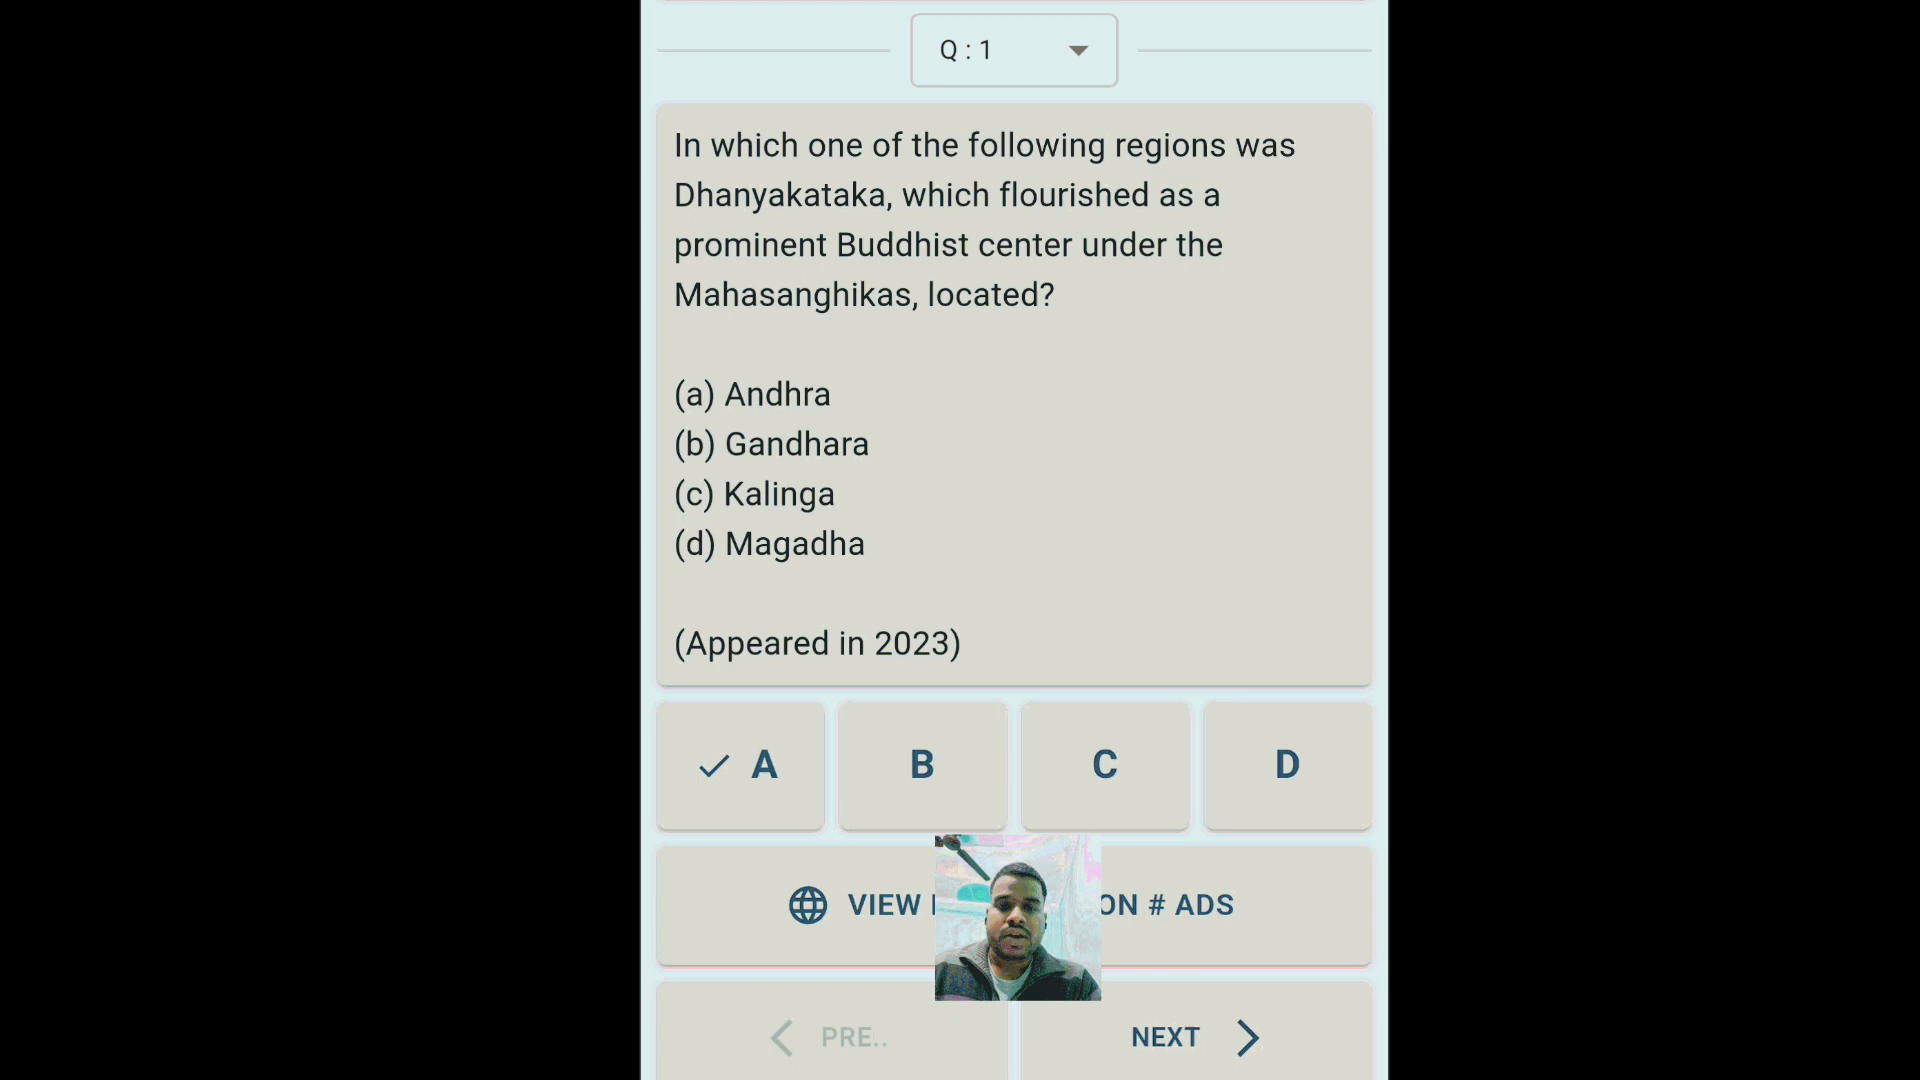 Q : 1
In which one of the following regions was
Dhanyakataka, which flourished as a
prominent Buddhist center under the
Mahasanghikas, located?
(a) Andhra
(b) Gandhara
(c) Kalinga
(d) Magadha
(Appeared in 2023)
A B C D
VIEW ON # ADS
PRE.. NEXT